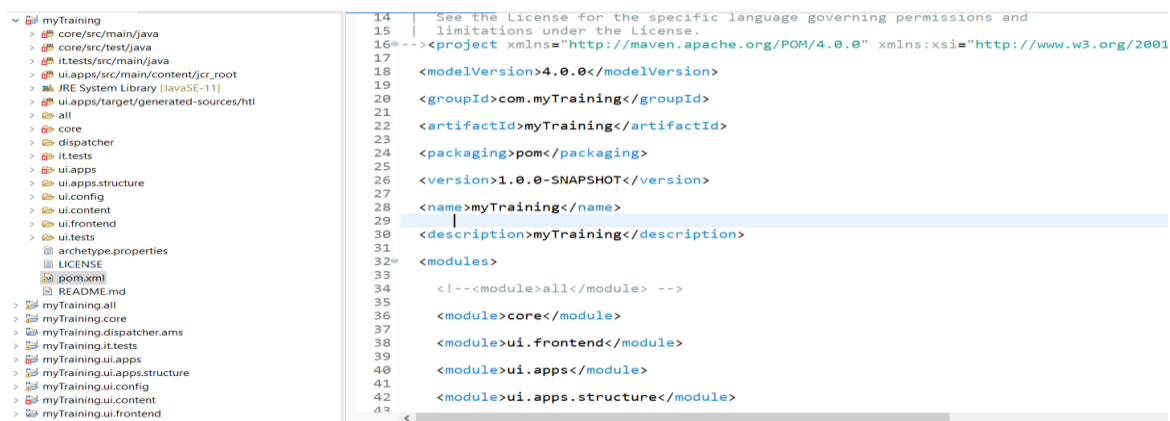 myTraining
core/src/main/java
core/src/test/java
it.tests/src/main/java
ui.apps/src/main/content/jcr_root
JRE System Library [JavaSE-11]
ui.apps/target/generated-sources/htl
all
core
dispatcher
it.tests
ui.apps
ui.apps.structure
ui.config
ui.content
ui.frontend
ui.tests
archetype.properties
LICENSE
pom.xml
README.md
myTraining.all
myTraining.core
myTraining.dispatcher.ams
myTraining.it.tests
myTraining.ui.apps
myTraining.ui.apps.structure
myTraining.ui.config
myTraining.ui.content
myTraining.ui.frontend
14 | See the License for the specific language governing permissions and
15 | limitations under the License.
16 --><project xmlns="http://maven.apache.org/POM/4.0.0" xmlns:xsi="http://www.w3.org/2001
17
18 <modelVersion>4.0.0</modelVersion>
19
20 <groupId>com.myTraining</groupId>
21
22 <artifactId>myTraining</artifactId>
23
24 <packaging>pom</packaging>
25
26 <version>1.0.0-SNAPSHOT</version>
27
28 <name>myTraining</name>
29
30 <description>myTraining</description>
31
32 <modules>
33
34 <!--<module>all</module> -->
35
36 <module>core</module>
37
38 <module>ui.frontend</module>
39
40 <module>ui.apps</module>
41
42 <module>ui.apps.structure</module>
43